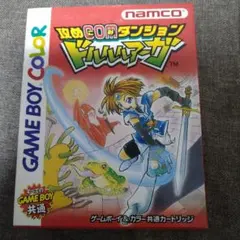 namco
攻めCOMダンジョン
ドルルルアーガ
TM
GAME BOY COLOR
GAME BOY
共通
ゲームボーイ&カラー共通カートリッジ